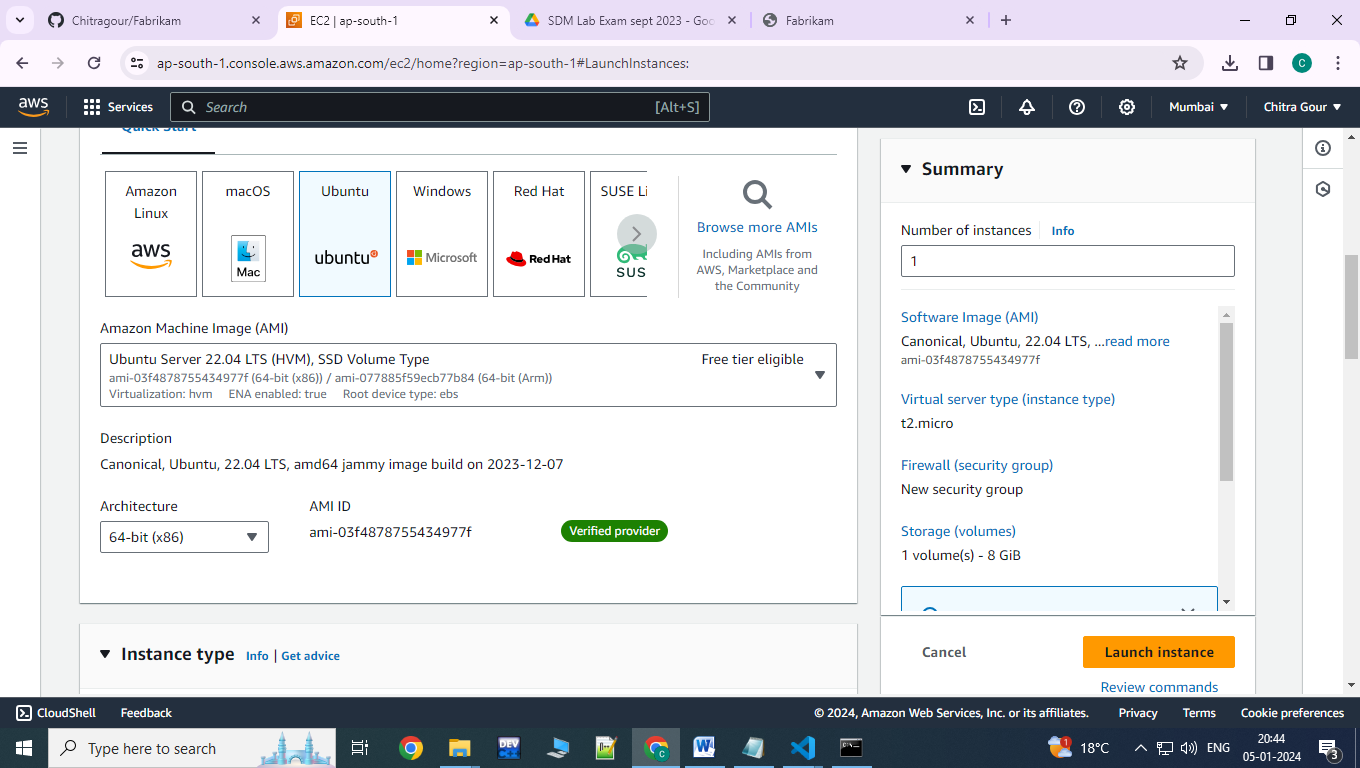 Chitragour/Fabrikam
EC2 | ap-south-1
SDM Lab Exam sept 2023 - Goo
Fabrikam
ap-south-1.console.aws.amazon.com/ec2/home?region=ap-south-1#LaunchInstances:
C
aws
Services
Search
[Alt+S]
Mumbai
Chitra Gour
Quick Start
Amazon
Linux
aws
macOS
Mac
Ubuntu
ubuntu
Windows
Microsoft
Red Hat
Red Hat
SUSE Li
SUS
Browse more AMIs
Including AMIs from
AWS, Marketplace and
the Community
Amazon Machine Image (AMI)
Ubuntu Server 22.04 LTS (HVM), SSD Volume Type
Free tier eligible
ami-03f4878755434977f (64-bit (x86)) / ami-077885f59ecb77b84 (64-bit (Arm))
Virtualization: hvm ENA enabled: true Root device type: ebs
Description
Canonical, Ubuntu, 22.04 LTS, amd64 jammy image build on 2023-12-07
Architecture
64-bit (x86)
AMI ID
ami-03f4878755434977f
Verified provider
Instance type Info | Get advice
Summary
Number of instances Info
1
Software Image (AMI)
Canonical, Ubuntu, 22.04 LTS, ...read more
ami-03f4878755434977f
Virtual server type (instance type)
t2.micro
Firewall (security group)
New security group
Storage (volumes)
1 volume(s) - 8 GiB
Cancel
Launch instance
Review commands
CloudShell
Feedback
© 2024, Amazon Web Services, Inc. or its affiliates.
Privacy
Terms
Cookie preferences
Type here to search
DEV
C
W
1
18°C
ENG
20:44
05-01-2024
3